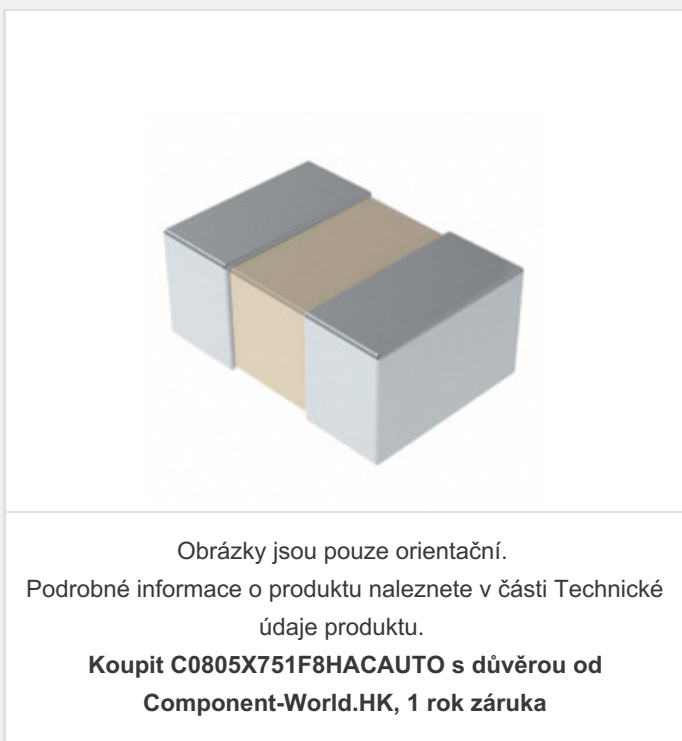 Obrázky jsou pouze orientační.
Podrobné informace o produktu naleznete v části Technické
údaje produktu.
Koupit C0805X751F8HACAUTO s důvěrou od
Component-World.HK, 1 rok záruka